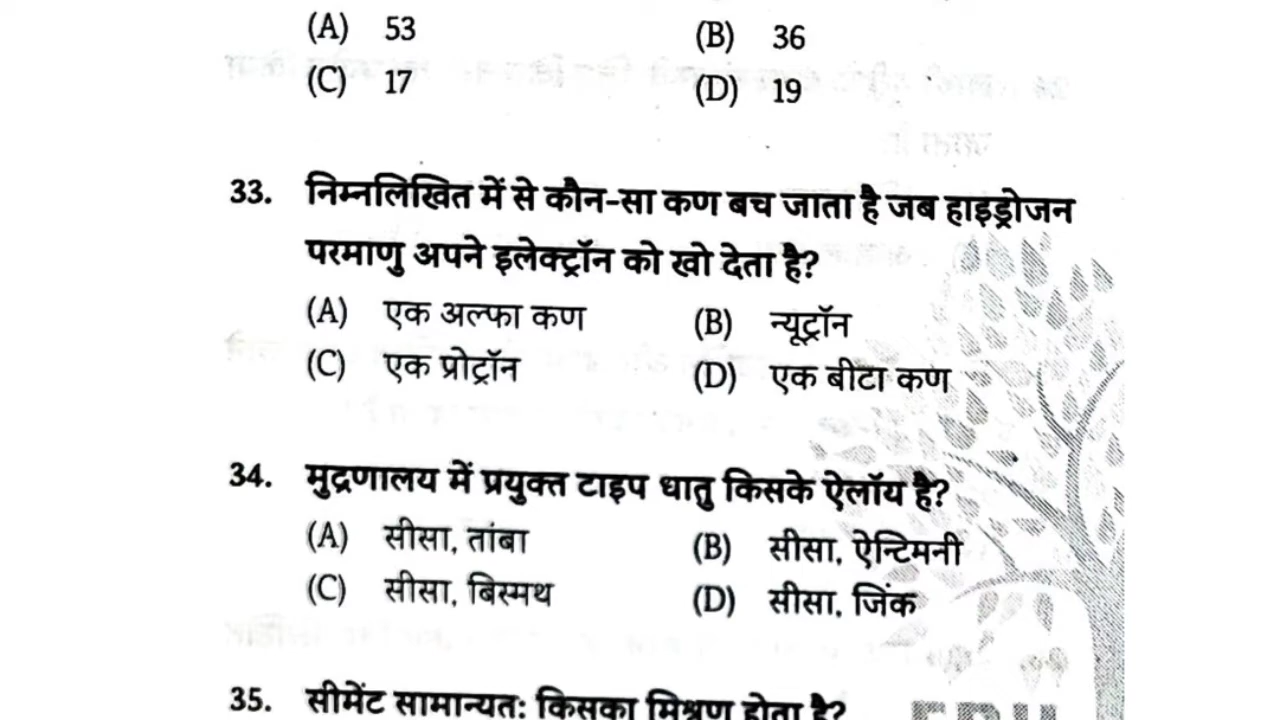 (A) 53 (B) 36
(C) 17 (D) 19
33. निम्नलिखित में से कौन-सा कण बच जाता है जब हाइड्रोजन
परमाणु अपने इलेक्ट्रॉन को खो देता है?
(A) एक अल्फा कण (B) न्यूट्रॉन
(C) एक प्रोट्रॉन (D) एक बीटा कण
34. मुद्रणालय में प्रयुक्त टाइप धातु किसके ऐलॉय है?
(A) सीसा, तांबा (B) सीसा, ऐन्टिमनी
(C) सीसा, बिस्मथ (D) सीसा, जिंक
35. सीमेंट सामान्यतः किसका मिश्रण होता है?